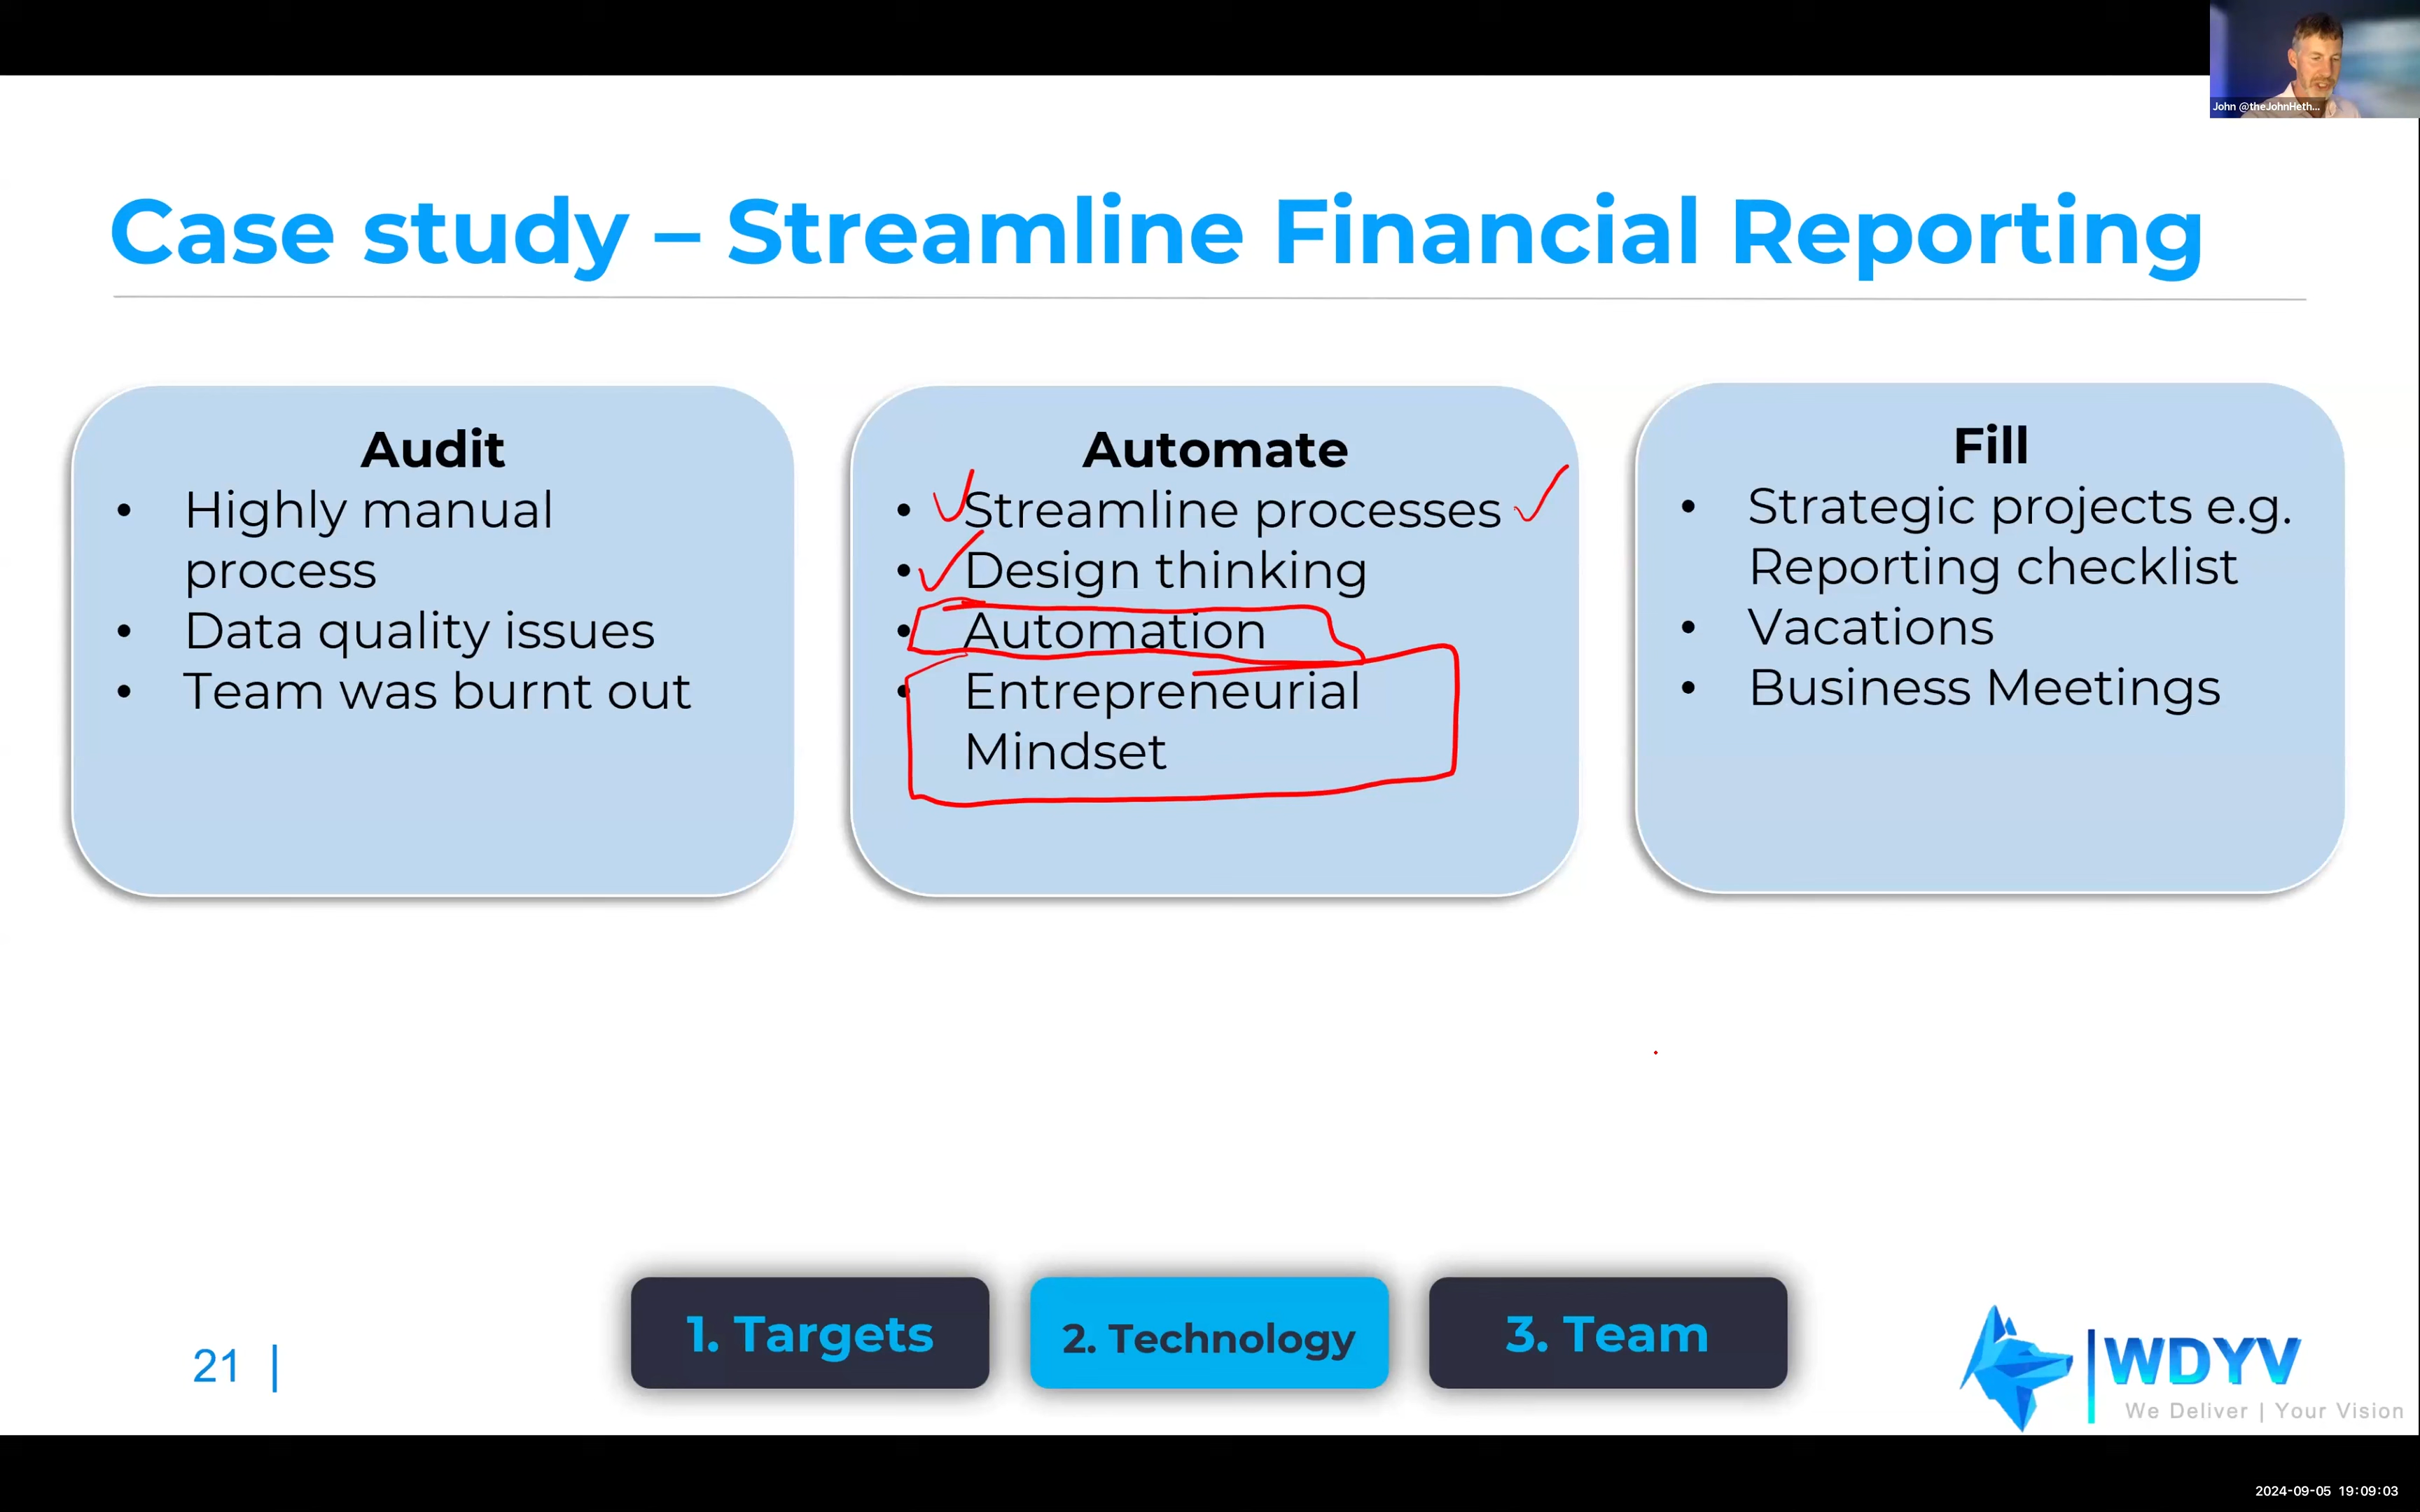 John @theJohnHeth...
Case study – Streamline Financial Reporting
Audit
• Highly manual
process
• Data quality issues
• Team was burnt out
Automate
• Streamline processes
• Design thinking
• Automation
• Entrepreneurial
Mindset
Fill
• Strategic projects e.g.
Reporting checklist
• Vacations
• Business Meetings
1. Targets
2. Technology
3. Team
21 |
WDYV
We Deliver | Your Vision
2024-09-05 19:09:03